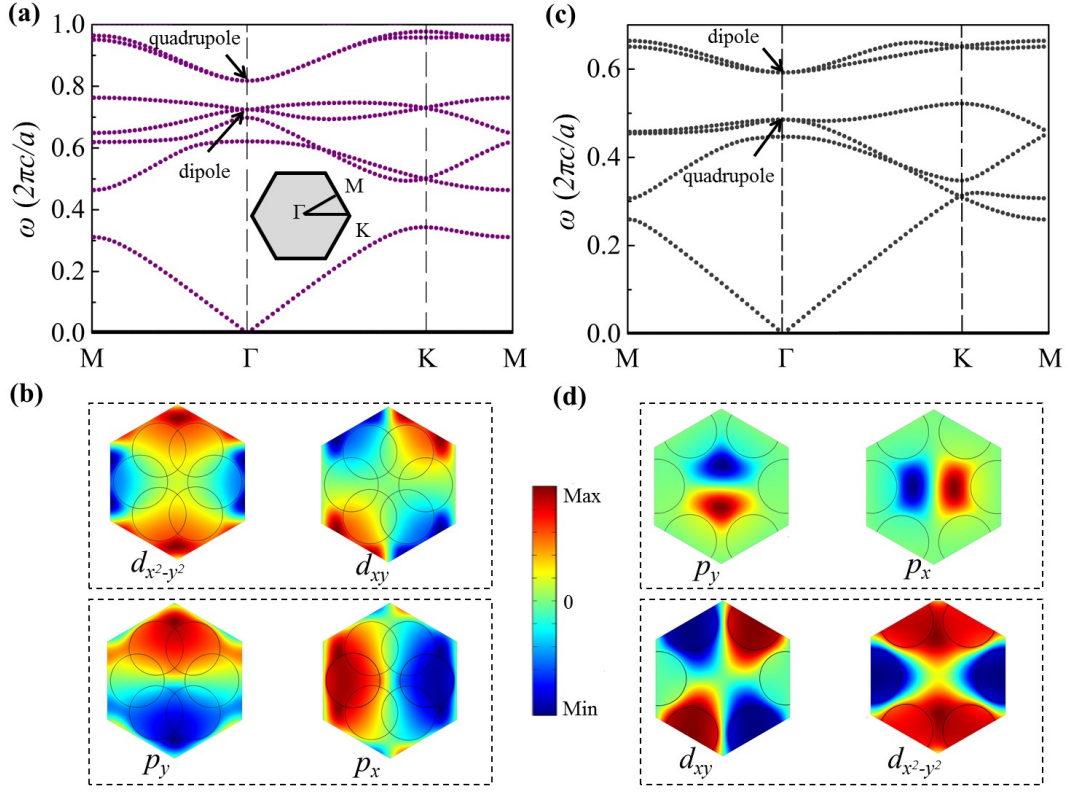 (a)
ω (2πc/a)
1.0
0.8
0.6
0.4
0.2
0.0
quadrupole
dipole
M
Γ
K
M Γ K M
(c)
ω (2πc/a)
0.6
0.4
0.2
0.0
dipole
quadrupole
M Γ K M
(b)
d_{x²-y²} d_{xy}
p_y p_x
Max
0
Min
(d)
p_y p_x
d_{xy} d_{x²-y²}